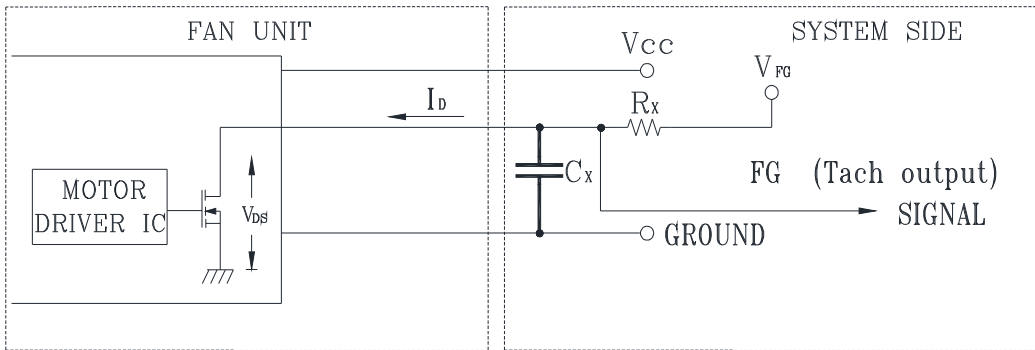 FAN UNIT
SYSTEM SIDE
Vcc
VFG
ID
RX
CX
FG (Tach output)
SIGNAL
MOTOR
DRIVER IC
VDS
GROUND